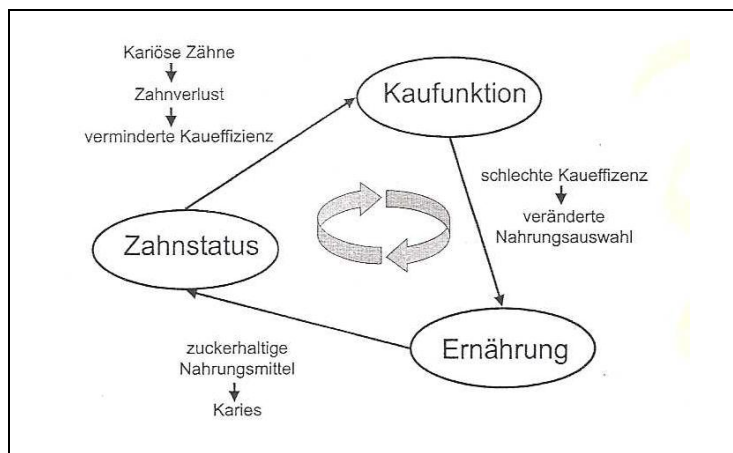 Kariöse Zähne
Zahnverlust
verminderte Kaueffizienz
Kaufunktion
schlechte Kaueffizenz
veränderte
Nahrungsauswahl
Zahnstatus
Ernährung
zuckerhaltige
Nahrungsmittel
Karies